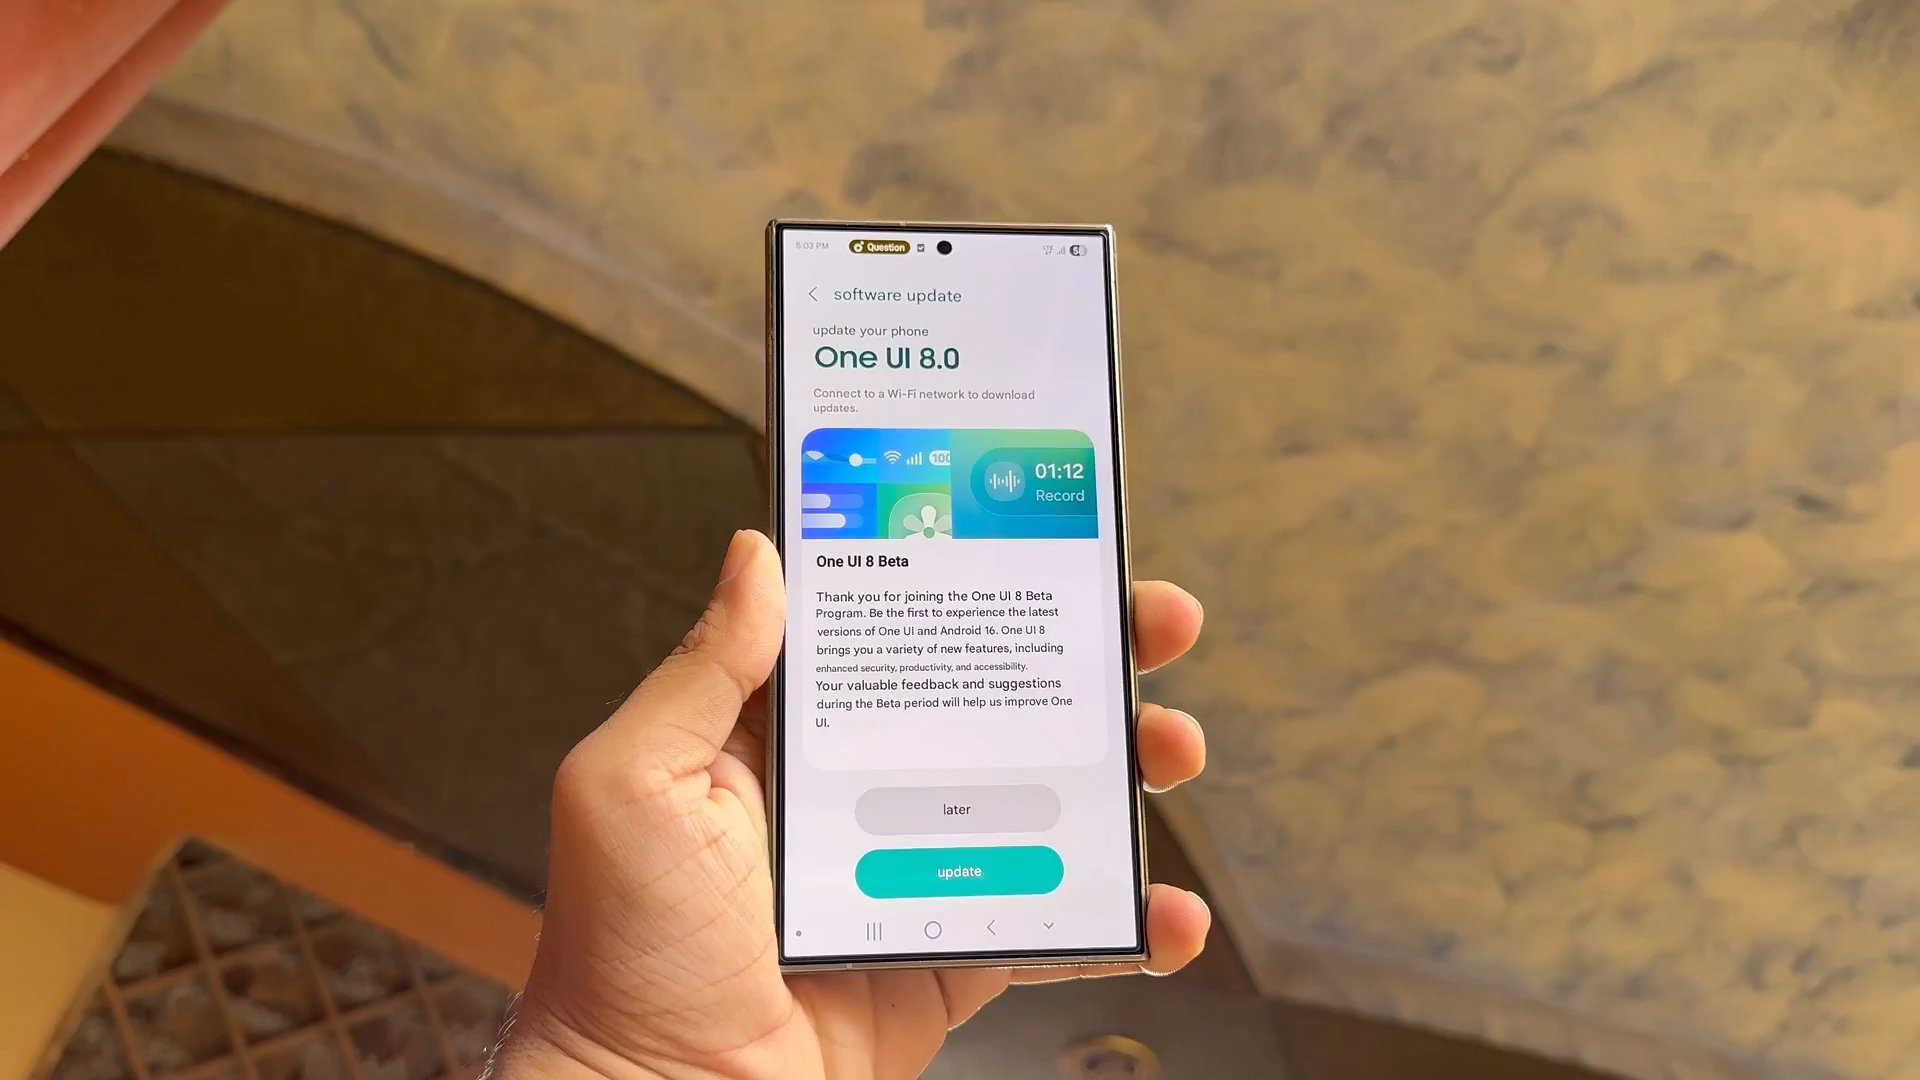 5:03 PM Question
software update
update your phone
One UI 8.0
Connect to a Wi-Fi network to download
updates.
100
01:12
Record
One UI 8 Beta
Thank you for joining the One UI 8 Beta
Program. Be the first to experience the latest
versions of One UI and Android 16. One UI 8
brings you a variety of new features, including
enhanced security, productivity, and accessibility.
Your valuable feedback and suggestions
during the Beta period will help us improve One
UI.
later
update